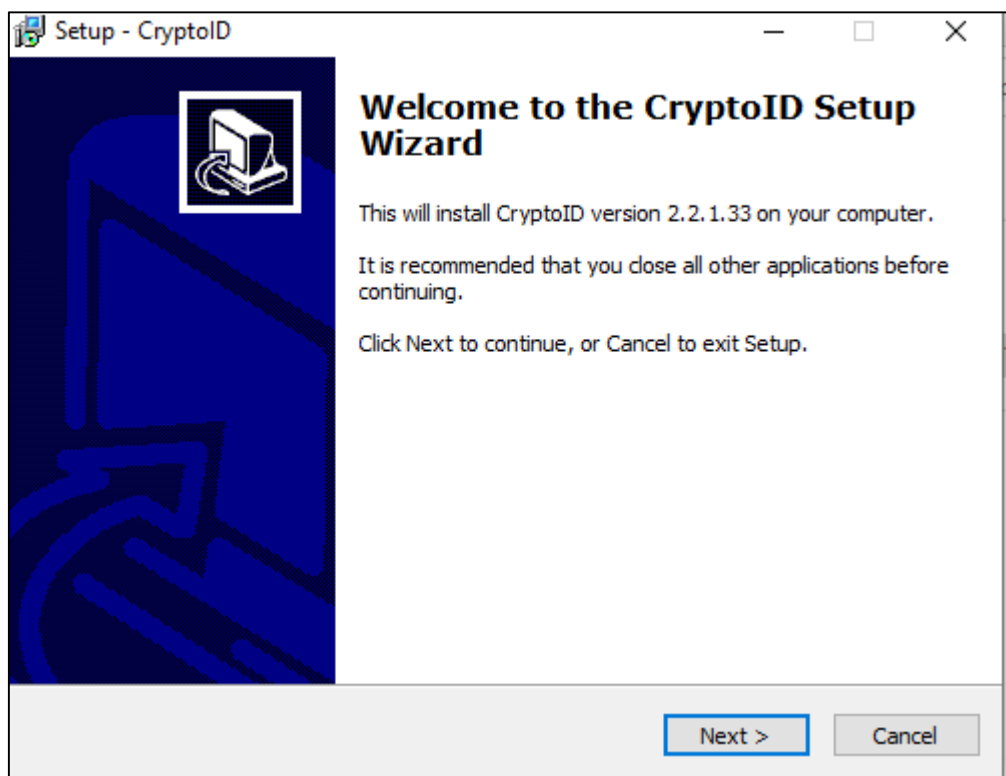 Setup - CryptoID
Welcome to the CryptoID Setup
Wizard
This will install CryptoID version 2.2.1.33 on your computer.
It is recommended that you close all other applications before
continuing.
Click Next to continue, or Cancel to exit Setup.
Next >
Cancel